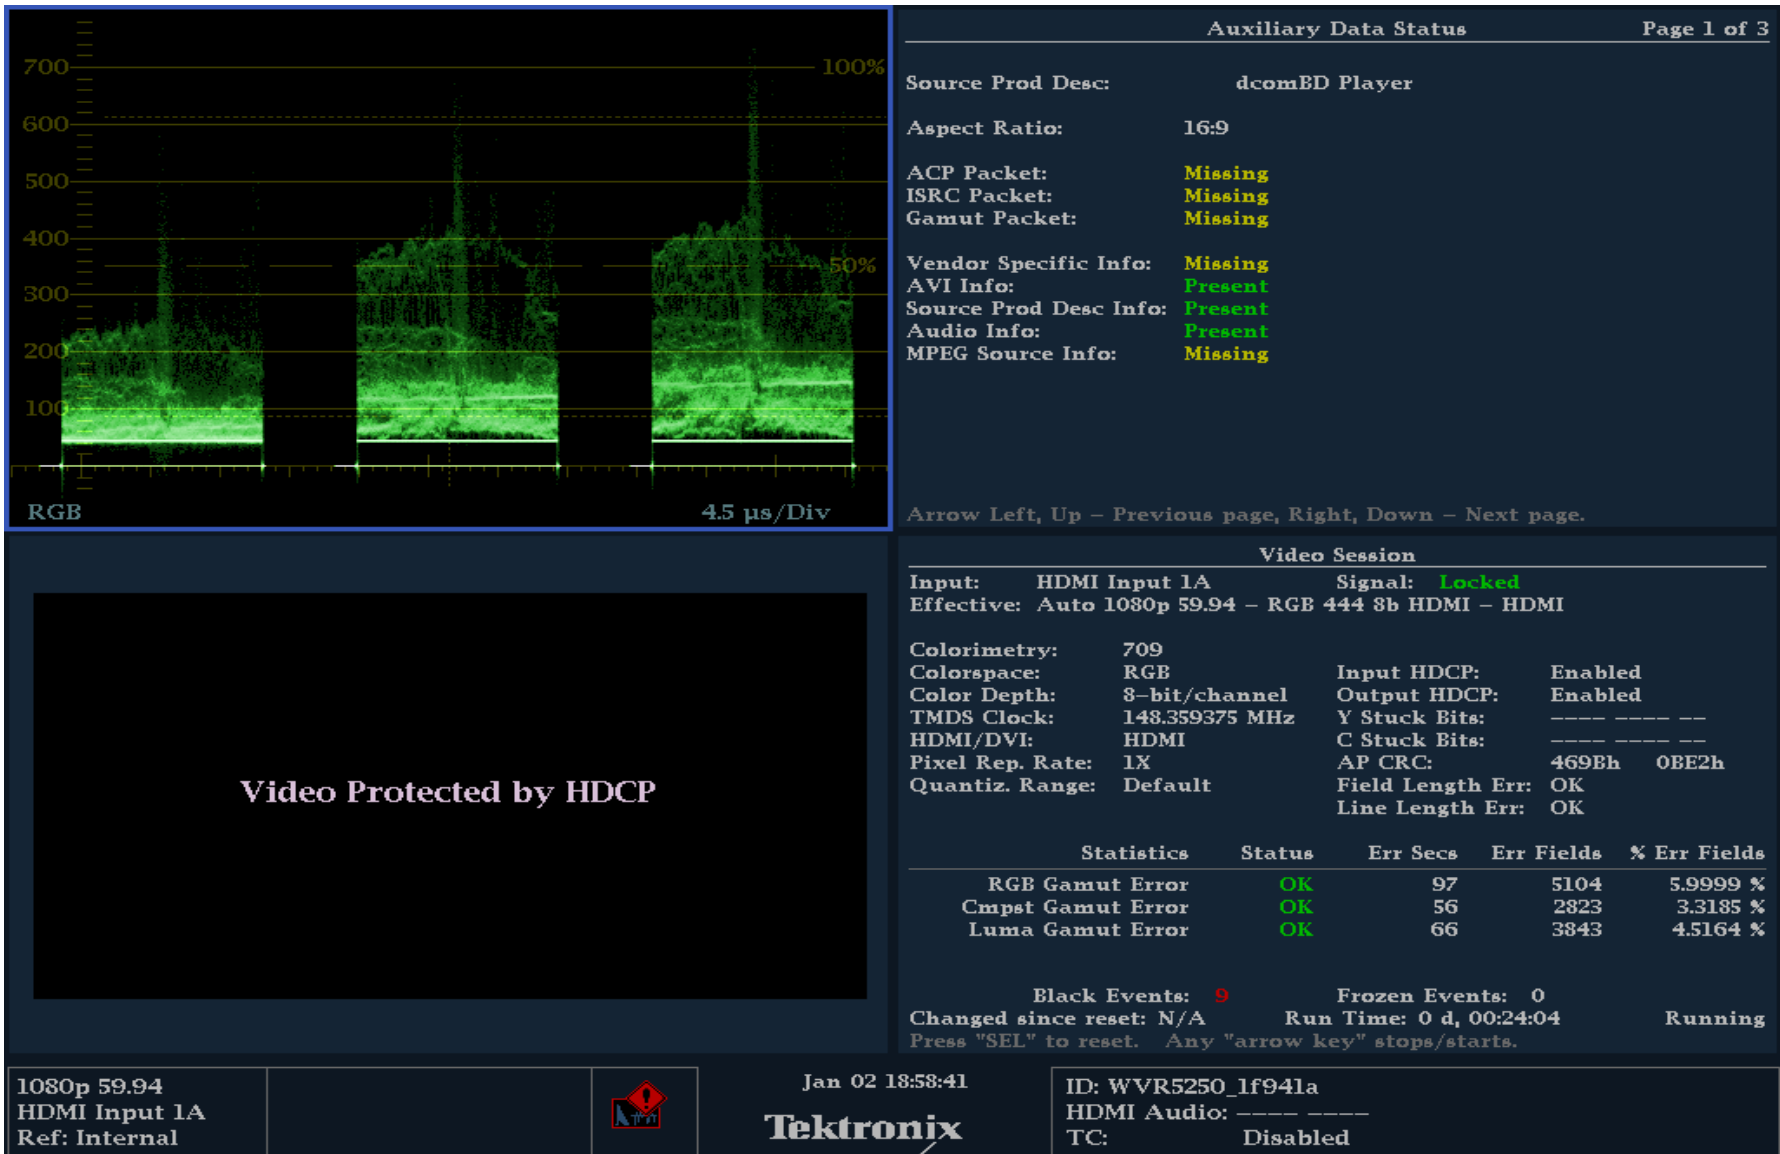 700
100%
600
500
400
50%
300
200
100
RGB
4.5 µs/Div
Auxiliary Data Status
Page 1 of 3
Source Prod Desc: dcomBD Player
Aspect Ratio: 16:9
ACP Packet: Missing
ISRC Packet: Missing
Gamut Packet: Missing
Vendor Specific Info: Missing
AVI Info: Present
Source Prod Desc Info: Present
Audio Info: Present
MPEG Source Info: Missing
Arrow Left, Up – Previous page, Right, Down – Next page.
Video Protected by HDCP
Video Session
Input: HDMI Input 1A Signal: Locked
Effective: Auto 1080p 59.94 – RGB 444 8b HDMI – HDMI
Colorimetry: 709
Colorspace: RGB Input HDCP: Enabled
Color Depth: 8–bit/channel Output HDCP: Enabled
TMDS Clock: 148.359375 MHz Y Stuck Bits: –––– –––– ––
HDMI/DVI: HDMI C Stuck Bits: –––– –––– ––
Pixel Rep. Rate: 1X AP CRC: 469Bh 0BE2h
Quantiz. Range: Default Field Length Err: OK
Line Length Err: OK
Statistics Status Err Secs Err Fields % Err Fields
RGB Gamut Error OK 97 5104 5.9999 %
Cmpst Gamut Error OK 56 2823 3.3185 %
Luma Gamut Error OK 66 3843 4.5164 %
Black Events: 9 Frozen Events: 0
Changed since reset: N/A Run Time: 0 d, 00:24:04 Running
Press "SEL" to reset. Any "arrow key" stops/starts.
1080p 59.94
HDMI Input 1A
Ref: Internal
Jan 02 18:58:41
Tektronix
ID: WVR5250_1f941a
HDMI Audio: –––– ––––
TC: Disabled